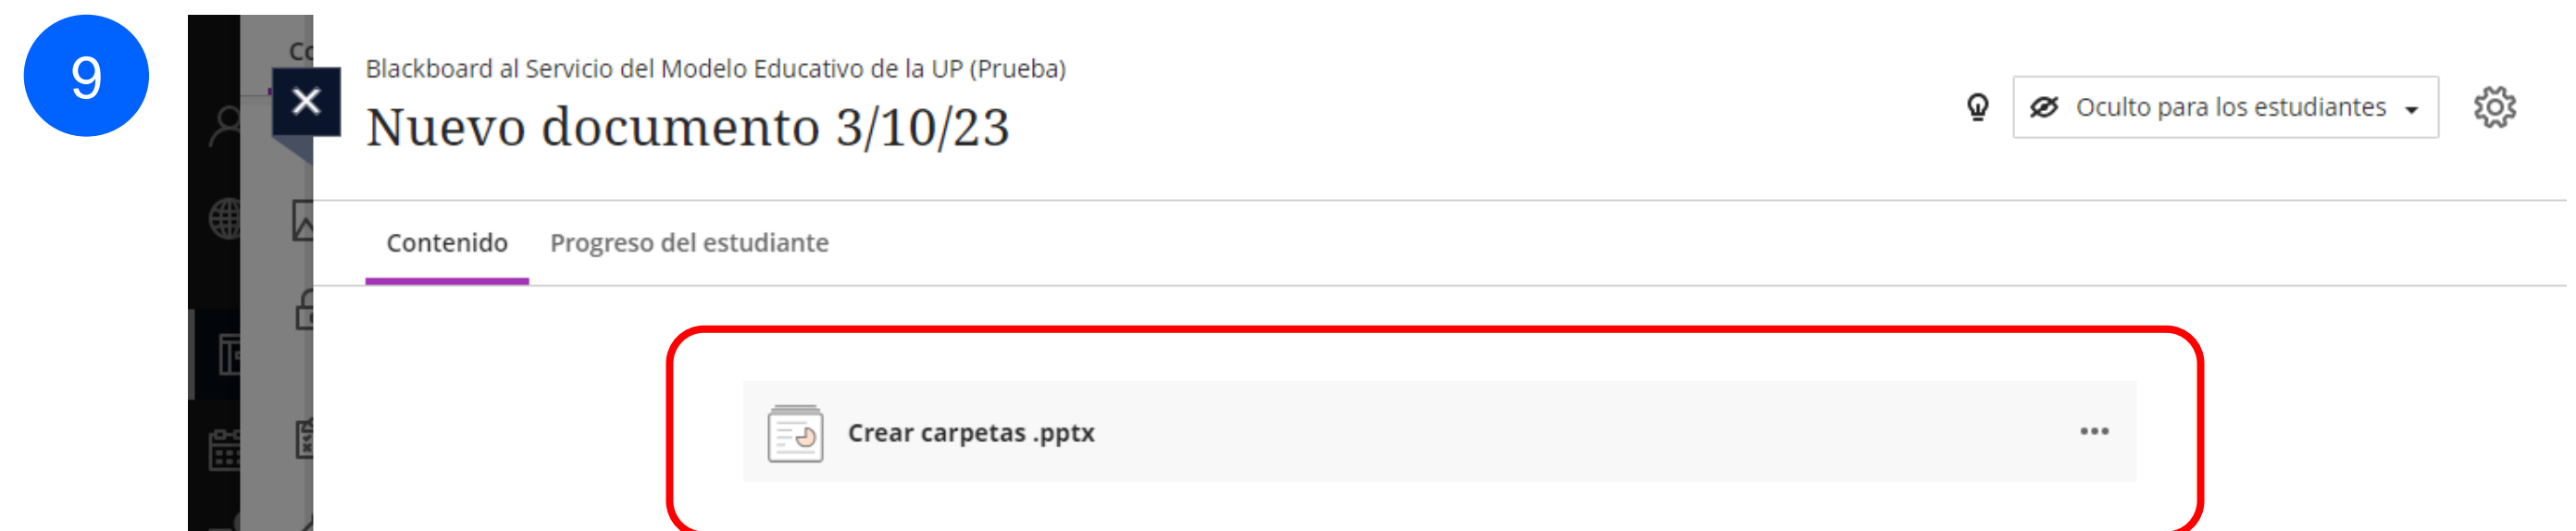 9
Co
Blackboard al Servicio del Modelo Educativo de la UP (Prueba)
Nuevo documento 3/10/23
Oculto para los estudiantes
Contenido Progreso del estudiante
Crear carpetas .pptx